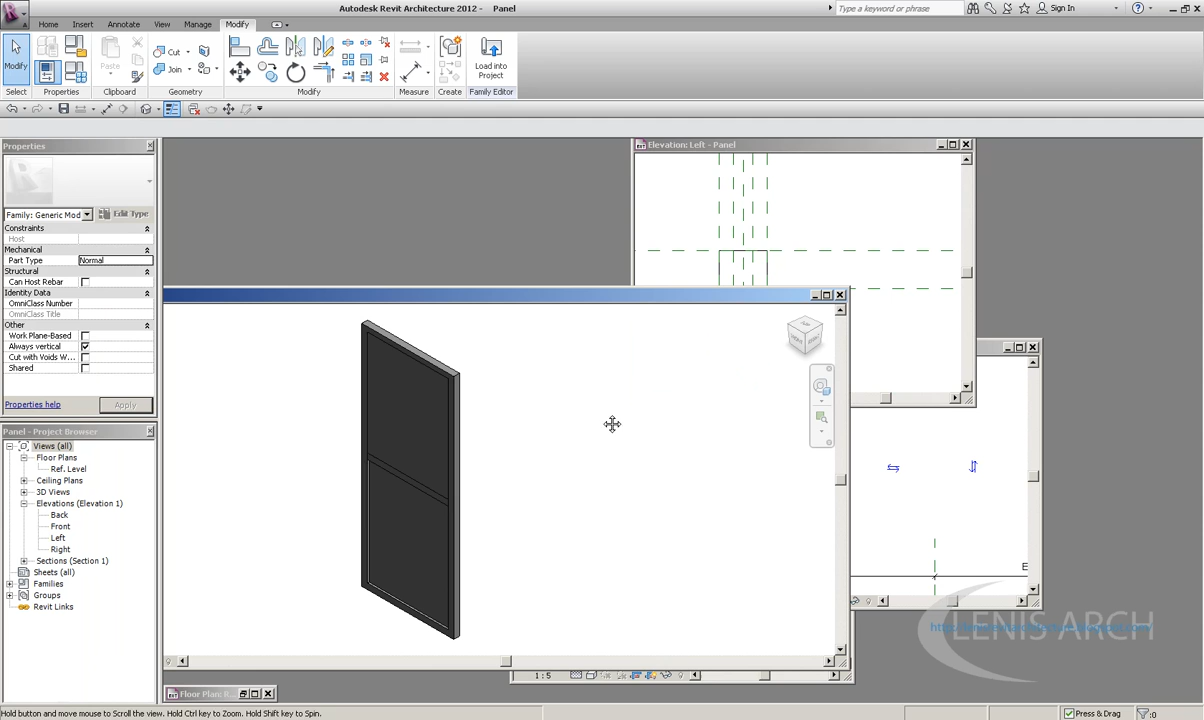 Autodesk Revit Architecture 2012 - Panel
Type a keyword or phrase
Sign In
Home Insert Annotate View Manage Modify
Modify
Paste
Cut
Join
Load into
Project
Select Properties Clipboard Geometry Modify Measure Create Family Editor
Properties
Family: Generic Mod
Edit Type
Constraints
Host
Mechanical
Part Type Normal
Structural
Can Host Rebar
Identity Data
OmniClass Number
OmniClass Title
Other
Work Plane-Based
Always vertical
Cut with Voids W...
Shared
Properties help
Apply
Panel - Project Browser
Views (all)
Floor Plans
Ref. Level
Ceiling Plans
3D Views
Elevations (Elevation 1)
Back
Front
Left
Right
Sections (Section 1)
Sheets (all)
Families
Groups
Revit Links
Elevation: Left - Panel
TOP
E
LENIS ARCH
1 : 5
Floor Plan: R...
Hold button and move mouse to Scroll the view. Hold Ctrl key to Zoom. Hold Shift key to Spin.
Press & Drag
:0